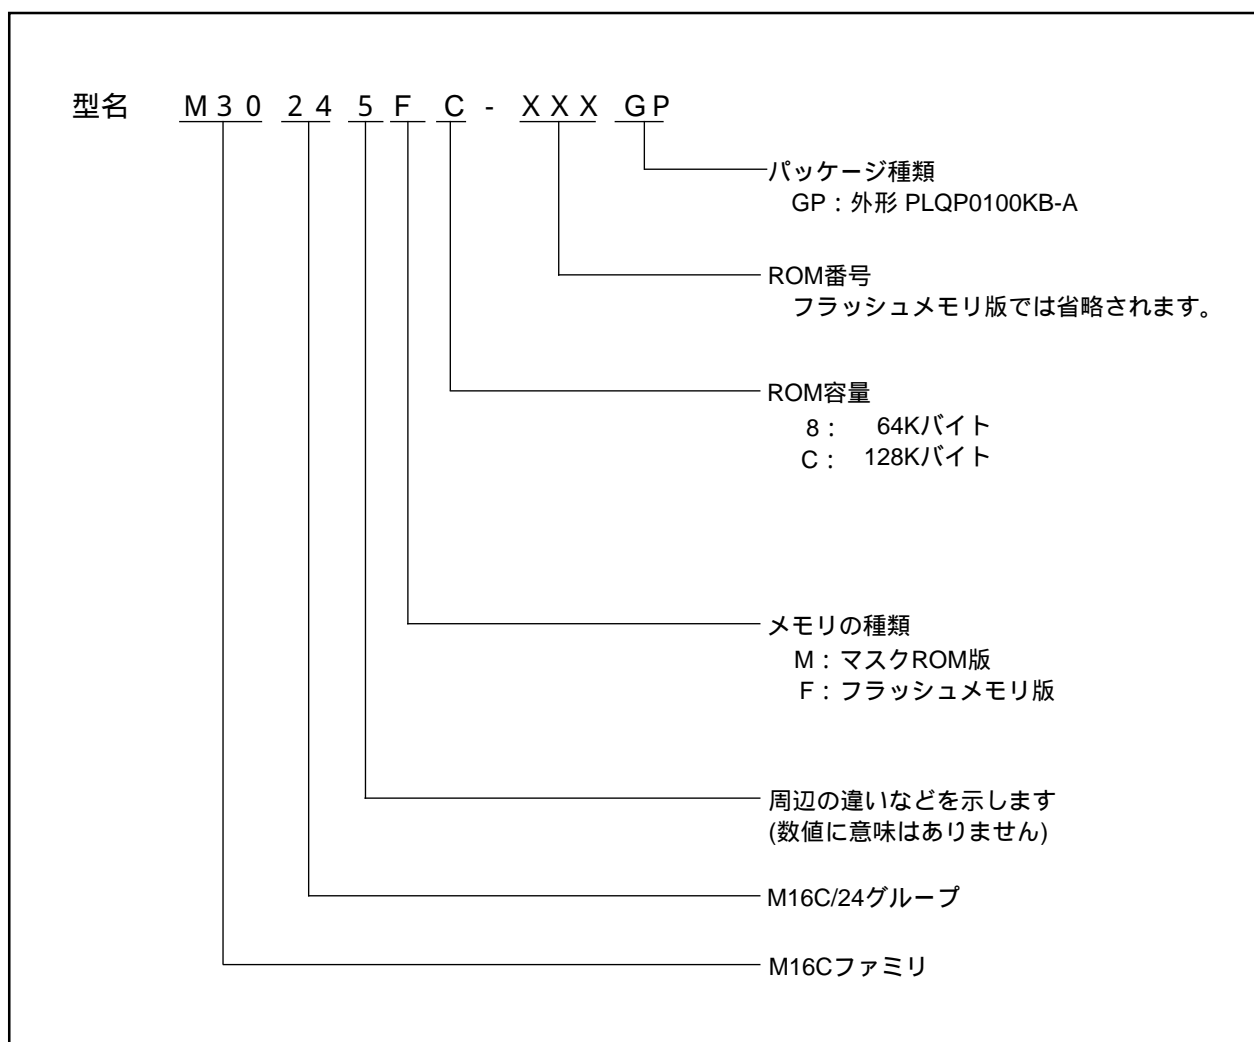 型名 M30 24 5 F C - XXX GP
パッケージ種類
GP：外形 PLQP0100KB-A
ROM番号
フラッシュメモリ版では省略されます。
ROM容量
8： 64Kバイト
C： 128Kバイト
メモリの種類
M：マスクROM版
F：フラッシュメモリ版
周辺の違いなどを示します
(数値に意味はありません)
M16C/24グループ
M16Cファミリ